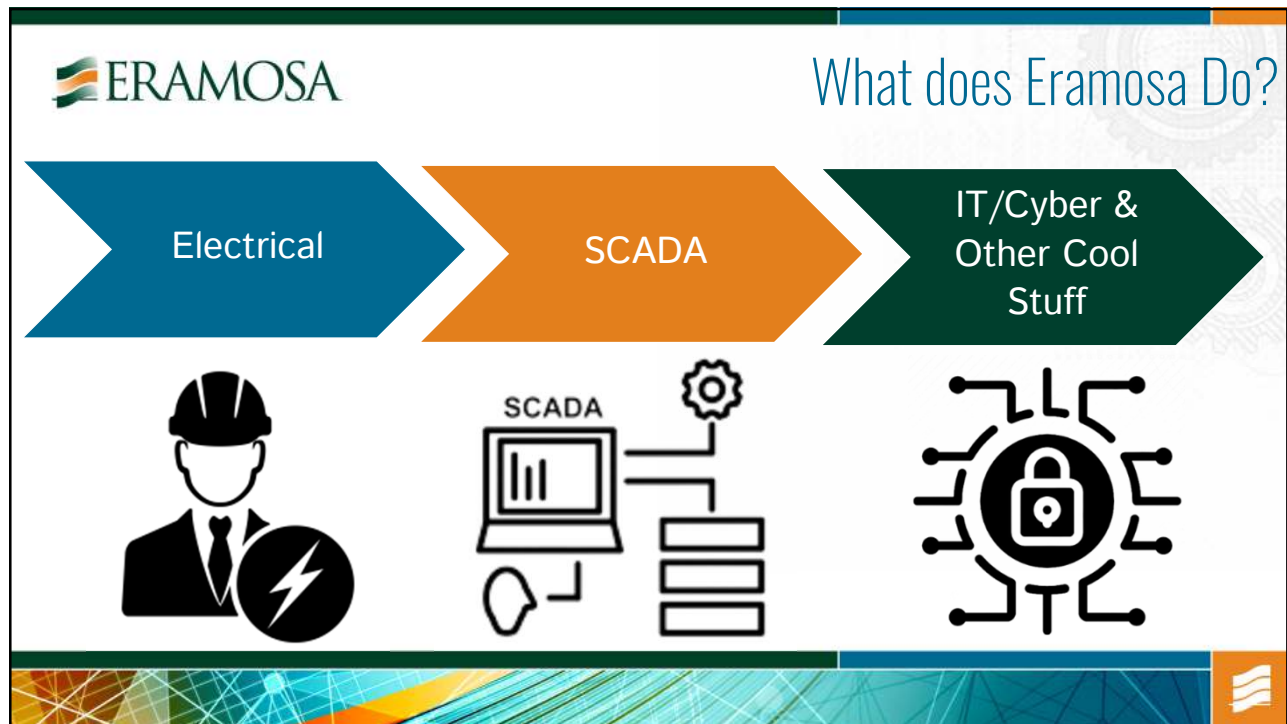 ERAMOSA
What does Eramosa Do?
Electrical
SCADA
IT/Cyber &
Other Cool
Stuff
SCADA